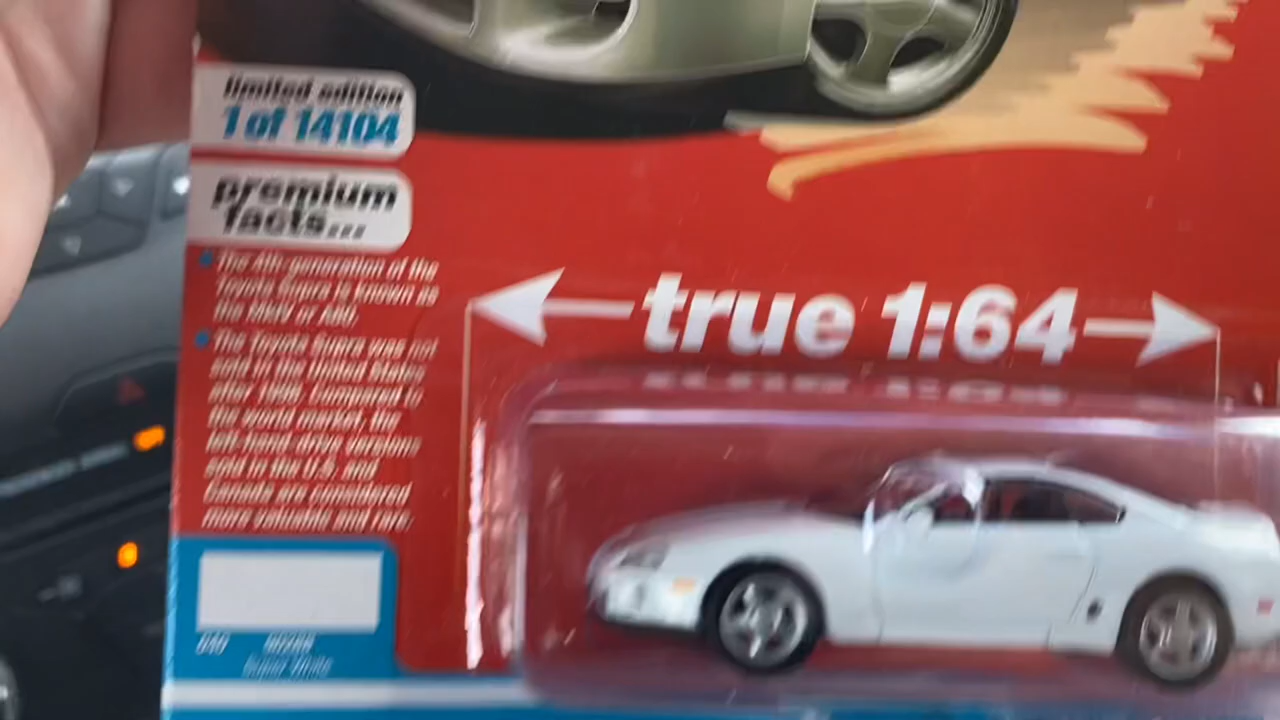 limited edition
1 of 14104
premium
facts...
The 4th generation of the
Toyota Supra is known as
the MkIV or A80.
The Toyota Supra was not
sold in the United States
after 1998. Compared to
the world market, the
left-hand drive versions
sold in the U.S. and
Canada are considered
more valuable and rare.
true 1:64
Super White